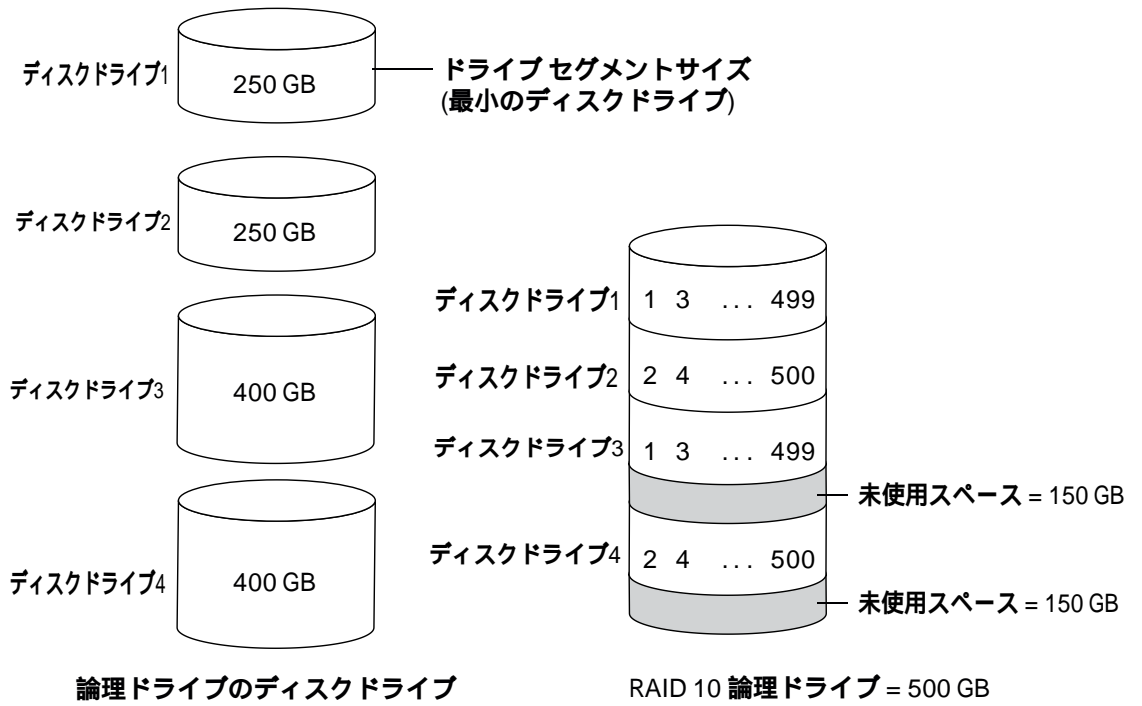 ディスクドライブ1
250 GB
ドライブ セグメントサイズ
(最小のディスクドライブ)
ディスクドライブ2
250 GB
ディスクドライブ3
400 GB
ディスクドライブ4
400 GB
論理ドライブのディスクドライブ
ディスクドライブ1
1 3 ... 499
ディスクドライブ2
2 4 ... 500
ディスクドライブ3
1 3 ... 499
未使用スペース = 150 GB
ディスクドライブ4
2 4 ... 500
未使用スペース = 150 GB
RAID 10 論理ドライブ = 500 GB